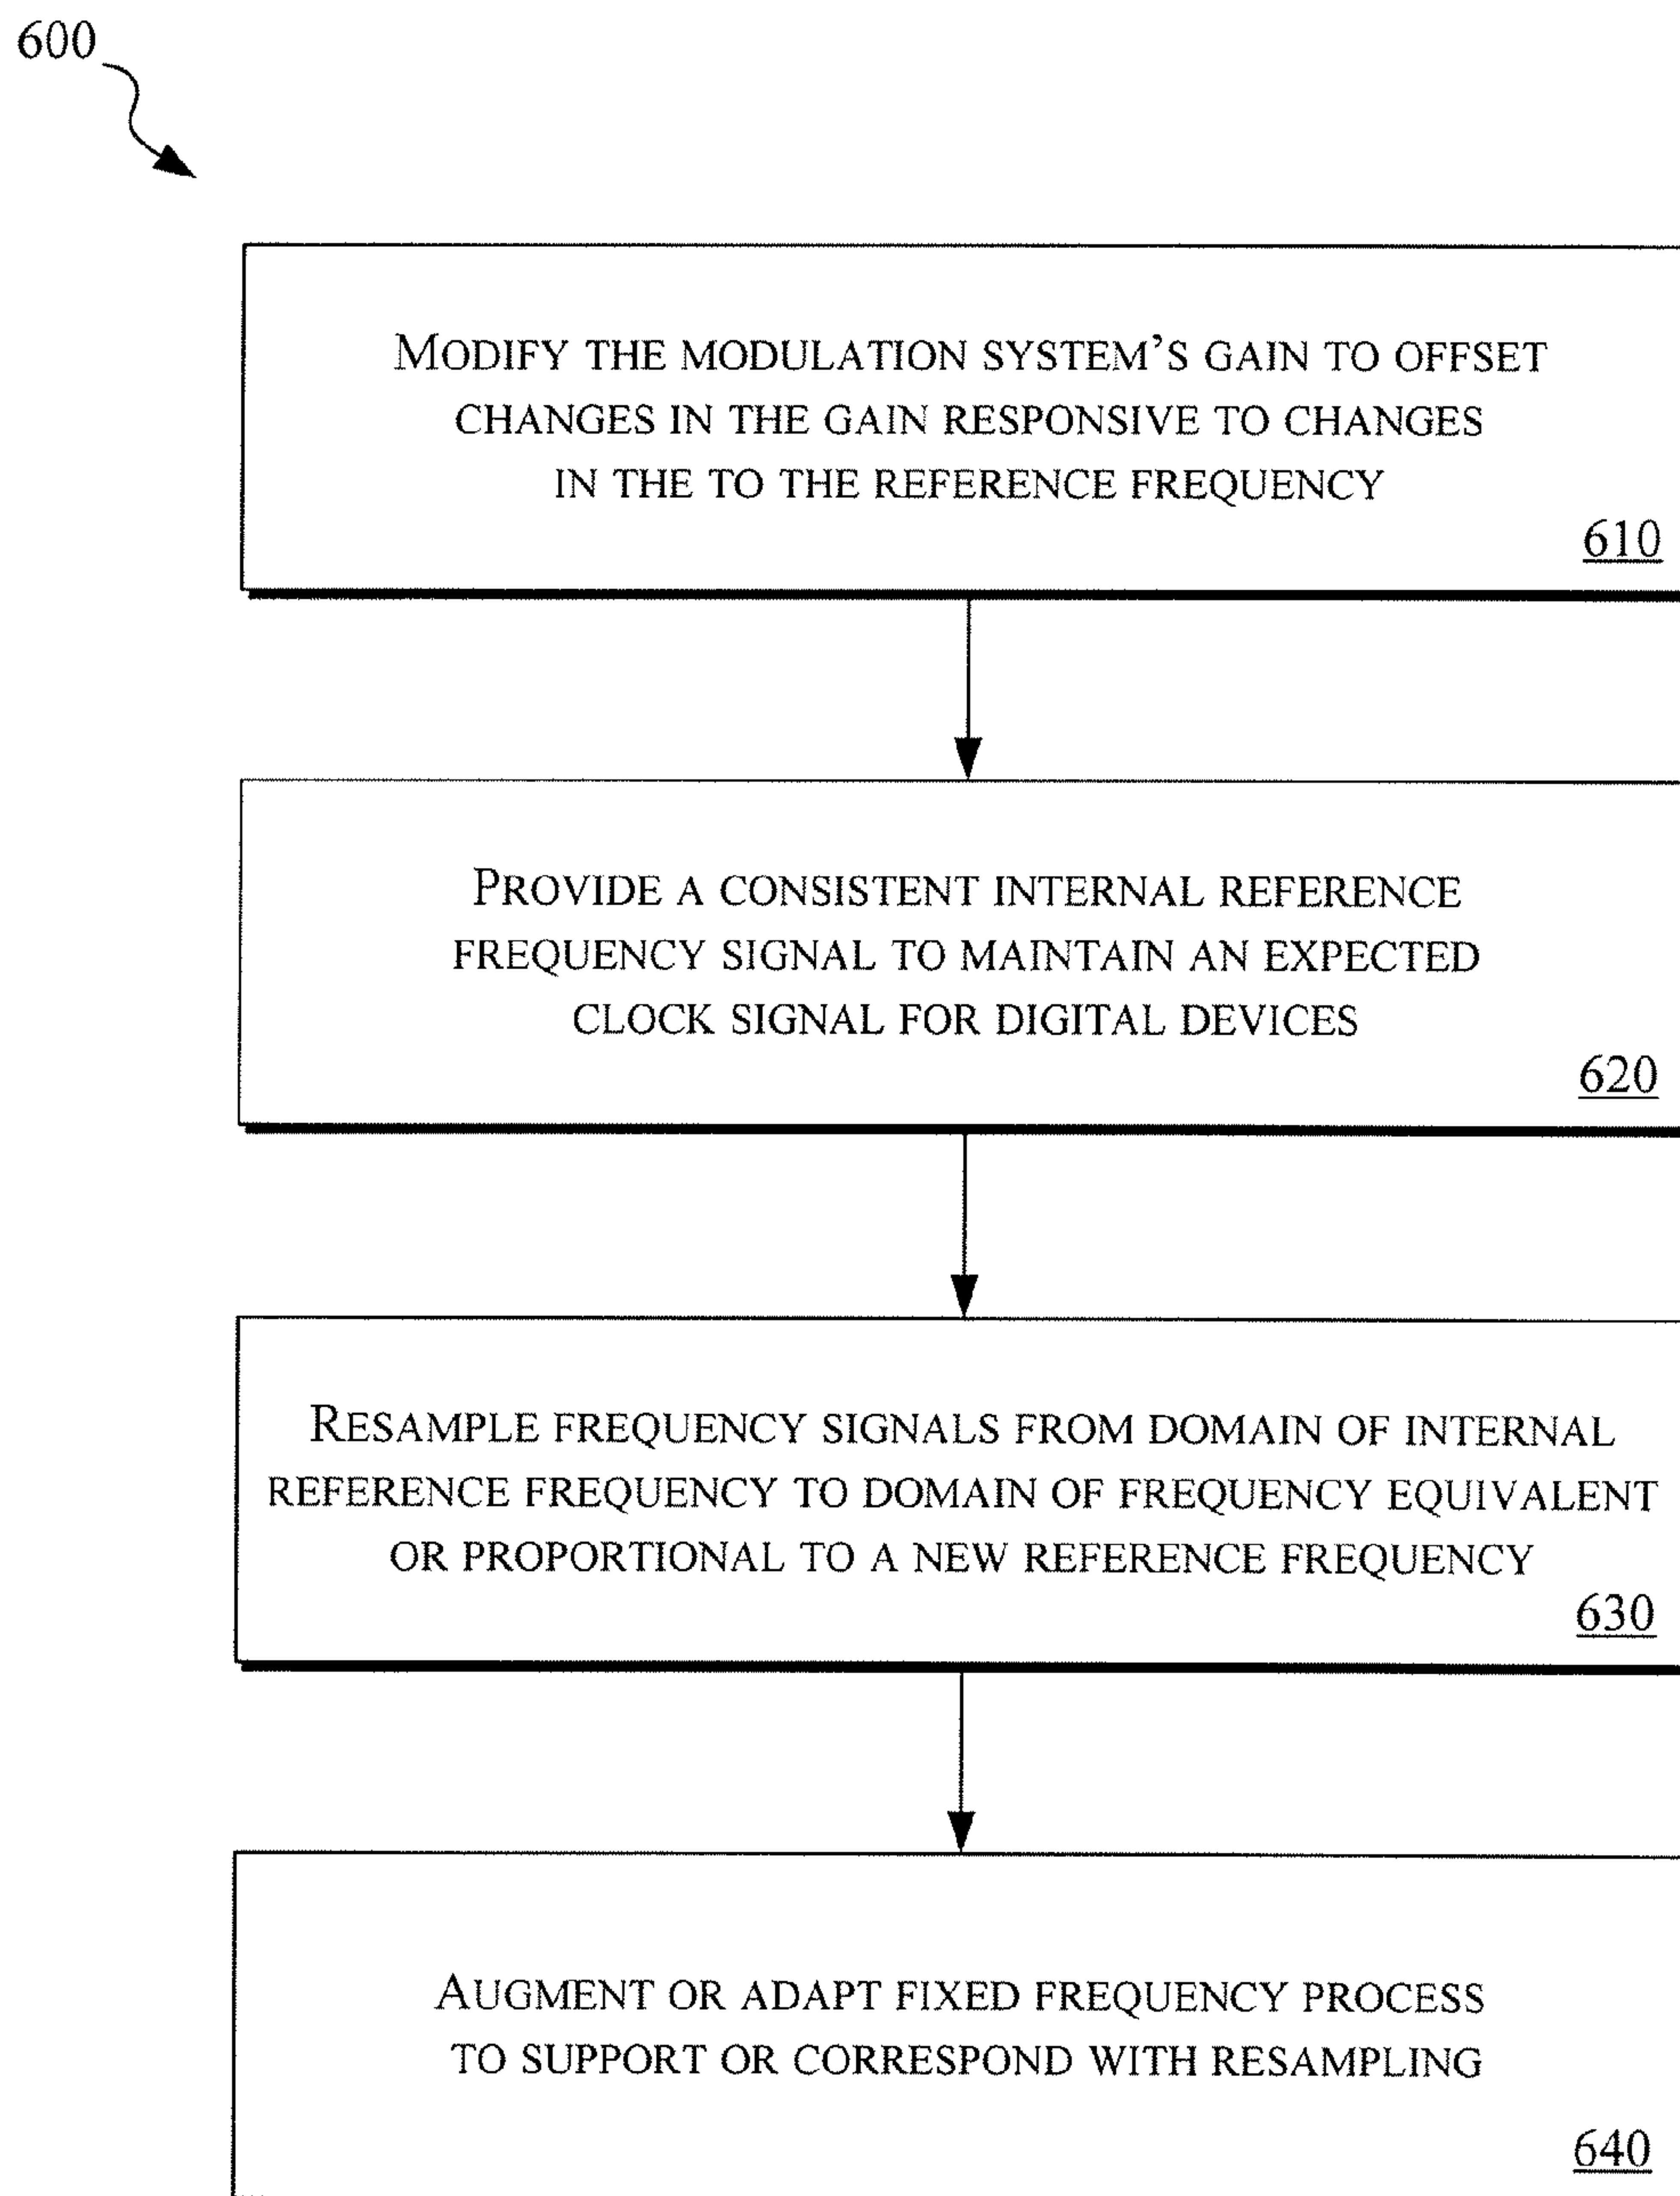 600
MODIFY THE MODULATION SYSTEM'S GAIN TO OFFSET
CHANGES IN THE GAIN RESPONSIVE TO CHANGES
IN THE TO THE REFERENCE FREQUENCY
610
PROVIDE A CONSISTENT INTERNAL REFERENCE
FREQUENCY SIGNAL TO MAINTAIN AN EXPECTED
CLOCK SIGNAL FOR DIGITAL DEVICES
620
RESAMPLE FREQUENCY SIGNALS FROM DOMAIN OF INTERNAL
REFERENCE FREQUENCY TO DOMAIN OF FREQUENCY EQUIVALENT
OR PROPORTIONAL TO A NEW REFERENCE FREQUENCY
630
AUGMENT OR ADAPT FIXED FREQUENCY PROCESS
TO SUPPORT OR CORRESPOND WITH RESAMPLING
640